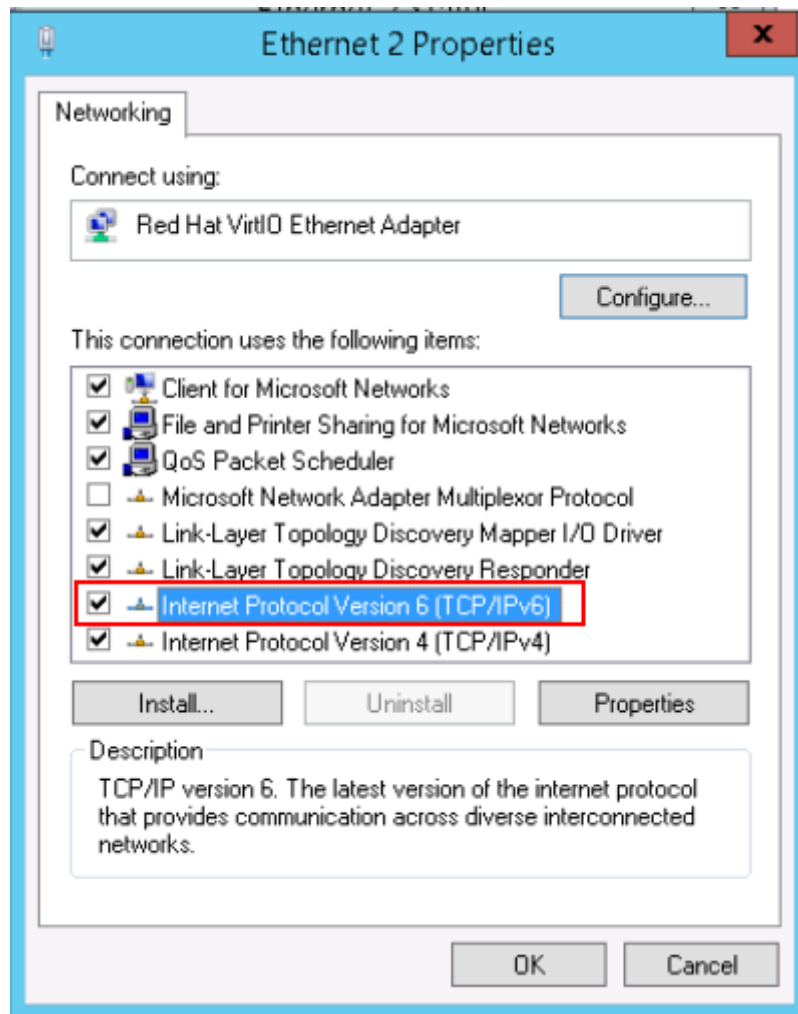 Ethernet 2 Properties
x
Networking
Connect using:
Red Hat VirtIO Ethernet Adapter
Configure...
This connection uses the following items:
Client for Microsoft Networks
File and Printer Sharing for Microsoft Networks
QoS Packet Scheduler
Microsoft Network Adapter Multiplexor Protocol
Link-Layer Topology Discovery Mapper I/O Driver
Link-Layer Topology Discovery Responder
Internet Protocol Version 6 (TCP/IPv6)
Internet Protocol Version 4 (TCP/IPv4)
Install... Uninstall Properties
Description
TCP/IP version 6. The latest version of the internet protocol
that provides communication across diverse interconnected
networks.
OK Cancel